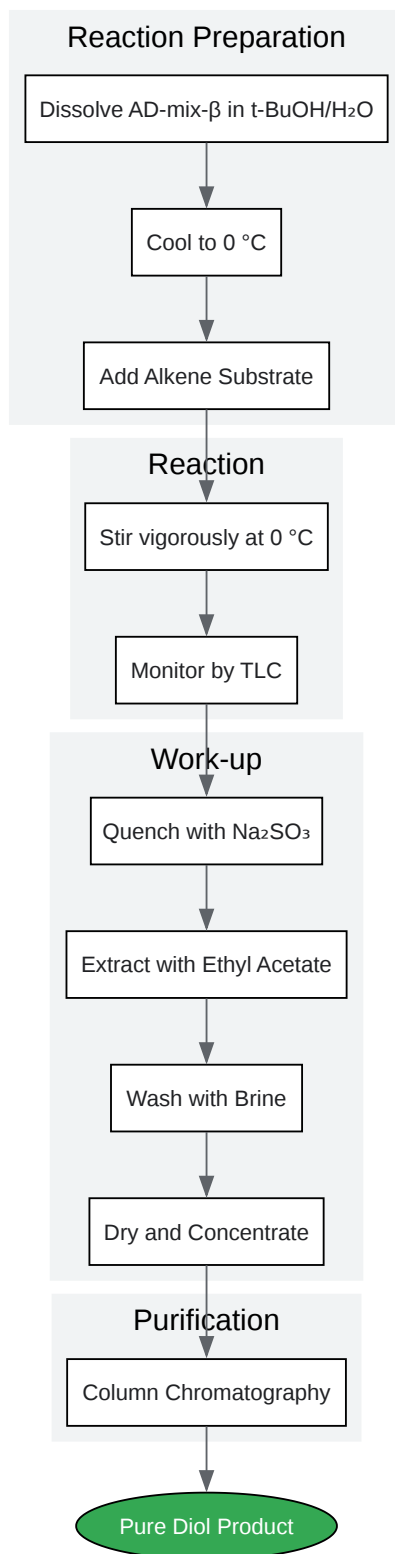 Reaction Preparation
Dissolve AD-mix-β in t-BuOH/H₂O
Cool to 0 °C
Add Alkene Substrate
Reaction
Stir vigorously at 0 °C
Monitor by TLC
Work-up
Quench with Na₂SO₃
Extract with Ethyl Acetate
Wash with Brine
Dry and Concentrate
Purification
Column Chromatography
Pure Diol Product